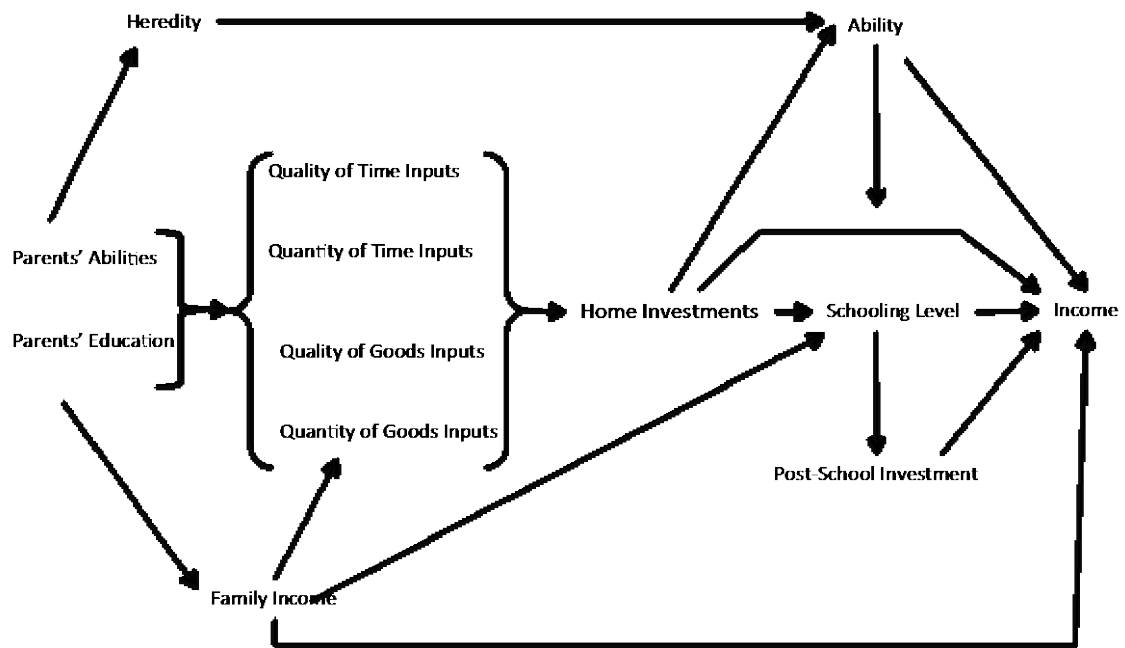 Heredity
Ability
Quality of Time Inputs
Quantity of Time Inputs
Parents' Abilities
Parents' Education
Quality of Goods Inputs
Quantity of Goods Inputs
Home Investments
Schooling Level
Income
Post-School Investment
Family Income